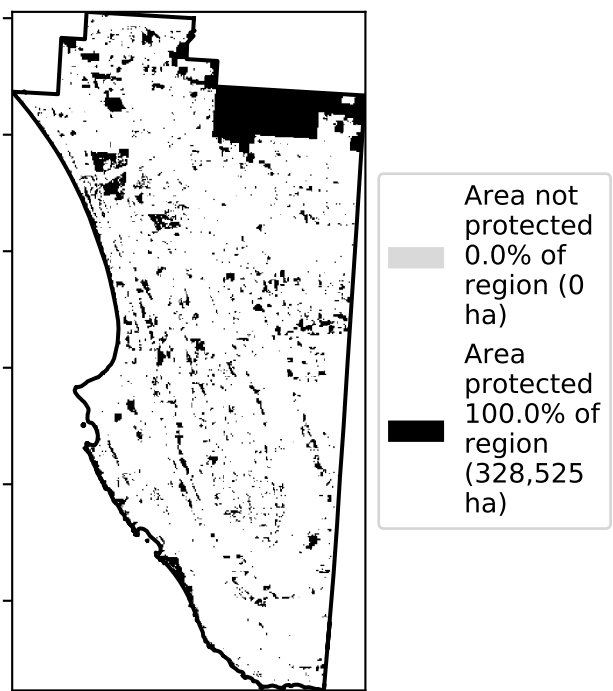 Area not
protected
0.0% of
region (0
ha)
Area
protected
100.0% of
region
(328,525
ha)